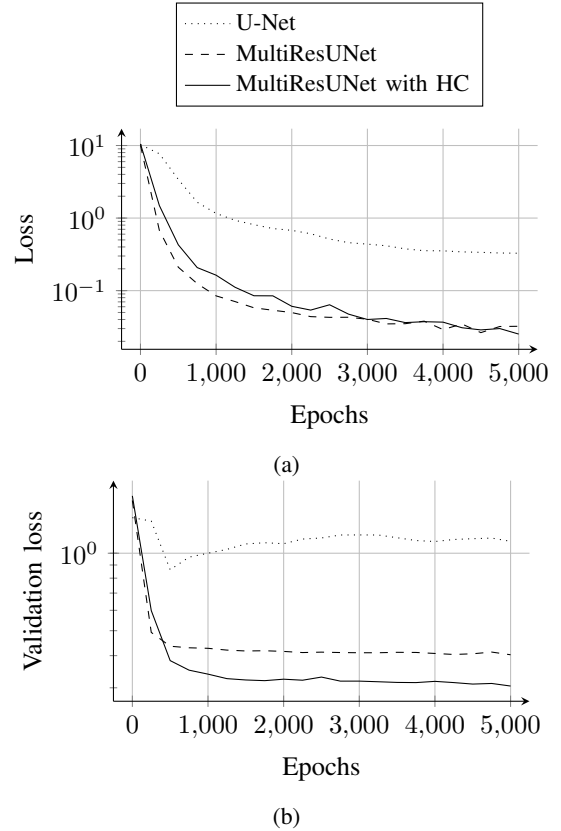 U-Net
MultiResUNet
MultiResUNet with HC
10^1
10^0
10^−1
Loss
0 1,000 2,000 3,000 4,000 5,000
Epochs
(a)
10^0
Validation loss
0 1,000 2,000 3,000 4,000 5,000
Epochs
(b)